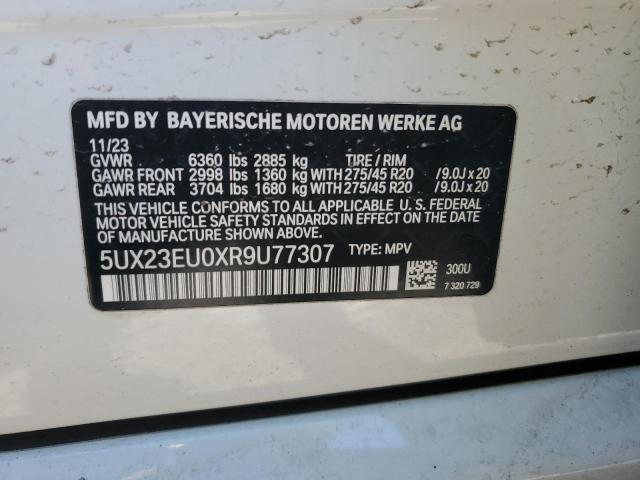 MFD BY BAYERISCHE MOTOREN WERKE AG
11/23
GVWR 6360 lbs 2885 kg TIRE / RIM
GAWR FRONT 2998 lbs 1360 kg WITH 275/45 R20 /9.0J x 20
GAWR REAR 3704 lbs 1680 kg WITH 275/45 R20 /9.0J x 20
THIS VEHICLE CONFORMS TO ALL APPLICABLE U. S. FEDERAL
MOTOR VEHICLE SAFETY STANDARDS IN EFFECT ON THE DATE OF
MANUFACTURE SHOWN ABOVE.
5UX23EU0XR9U77307 TYPE: MPV
300U
7 320 729